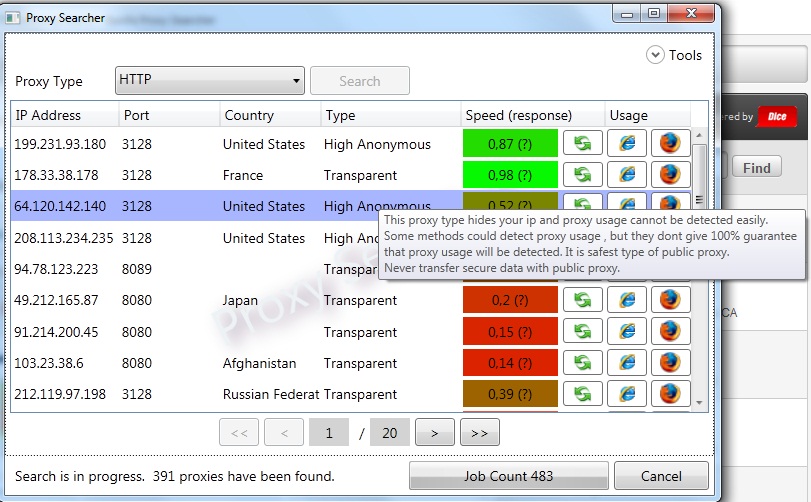 Proxy Searcher
Tools
Proxy Type HTTP Search
IP Address Port Country Type Speed (response) Usage
199.231.93.180 3128 United States High Anonymous 0,87 (?)
178.33.38.178 3128 France Transparent 0,98 (?)
64.120.142.140 3128 United States High Anonymous 0,52 (?)
208.113.234.235 3128 United States High
94.78.123.223 8089 Transparent
49.212.165.87 8080 Japan Transparent 0,2 (?)
91.214.200.45 8080 Transparent 0,15 (?)
103.23.38.6 8080 Afghanistan Transparent 0,14 (?)
212.119.97.198 3128 Russian Federat Transparent 0,39 (?)
This proxy type hides your ip and proxy usage cannot be detected easily.
Some methods could detect proxy usage , but they dont give 100% guarantee
that proxy usage will be detected. It is safest type of public proxy.
Never transfer secure data with public proxy.
<< < 1 / 20 > >>
Search is in progress. 391 proxies have been found. Job Count 483 Cancel
ered by Dice
Find
CA